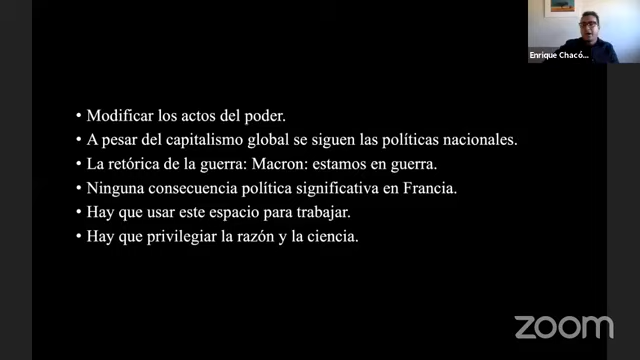 Enrique Chacó...
• Modificar los actos del poder.
• A pesar del capitalismo global se siguen las políticas nacionales.
• La retórica de la guerra: Macron: estamos en guerra.
• Ninguna consecuencia política significativa en Francia.
• Hay que usar este espacio para trabajar.
• Hay que privilegiar la razón y la ciencia.
zoom